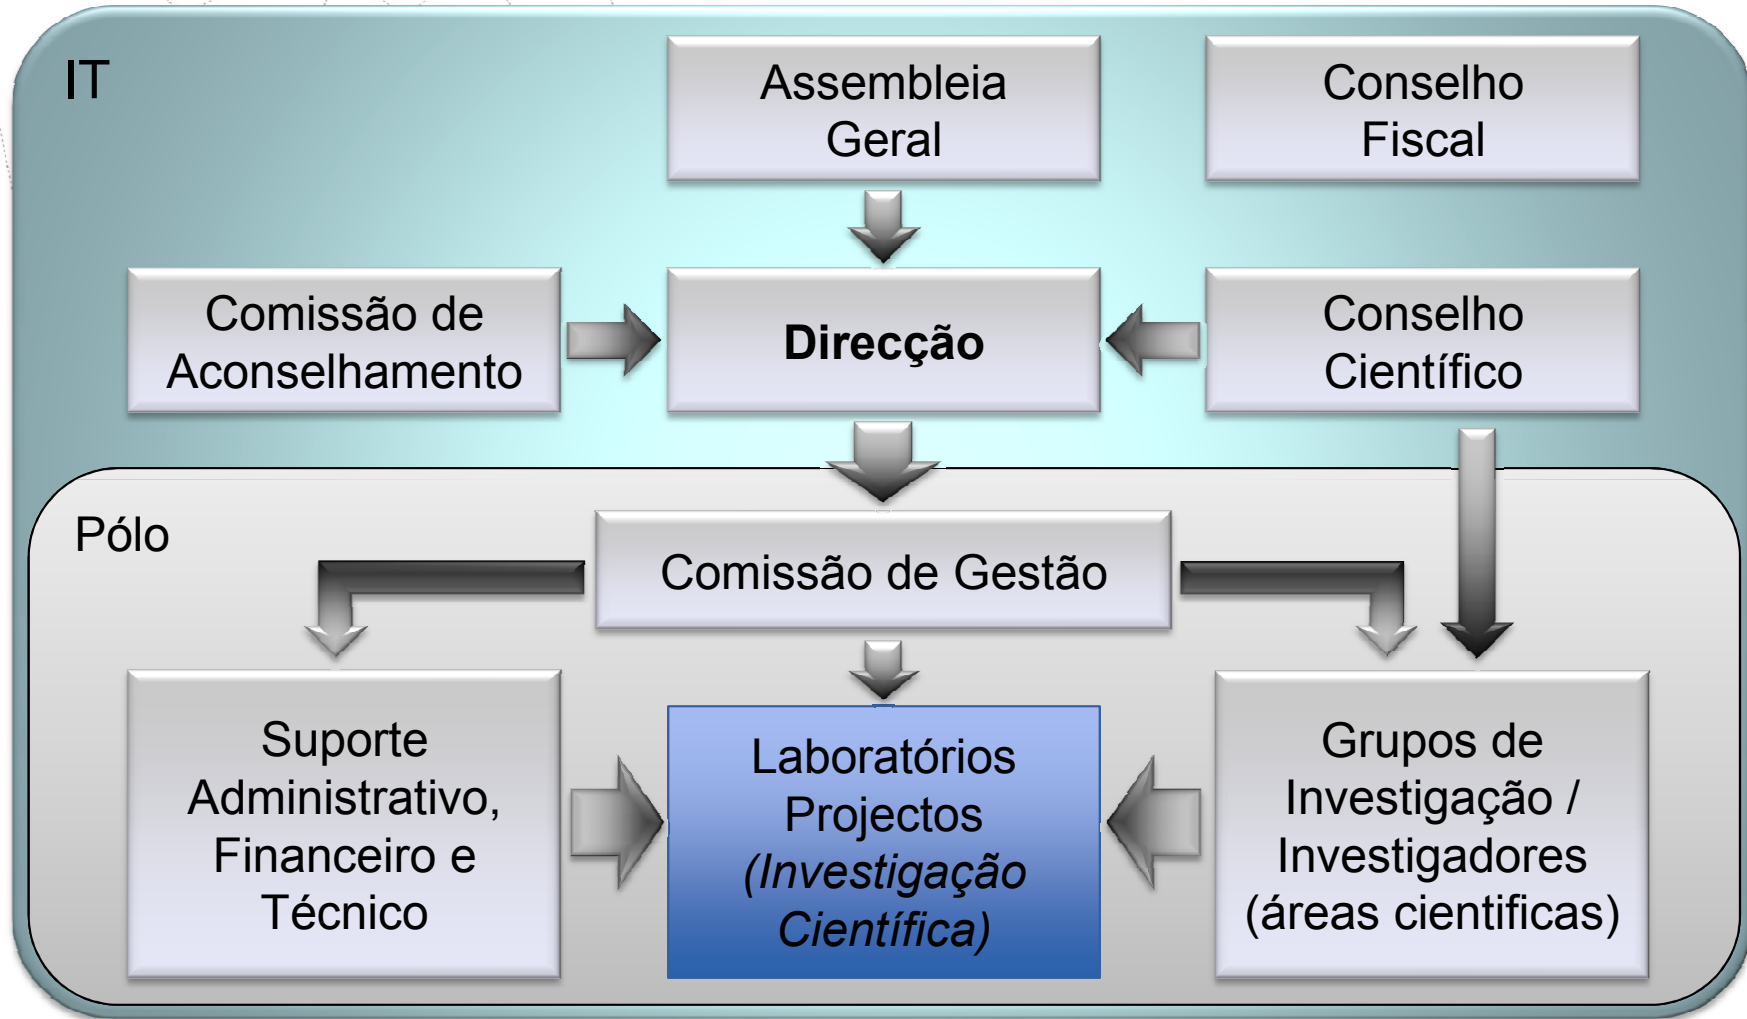 IT
Assembleia
Geral
Conselho
Fiscal
Comissão de
Aconselhamento
Direcção
Conselho
Científico
Pólo
Comissão de Gestão
Suporte
Administrativo,
Financeiro e
Técnico
Laboratórios
Projectos
(Investigação
Científica)
Grupos de
Investigação /
Investigadores
(áreas cientificas)